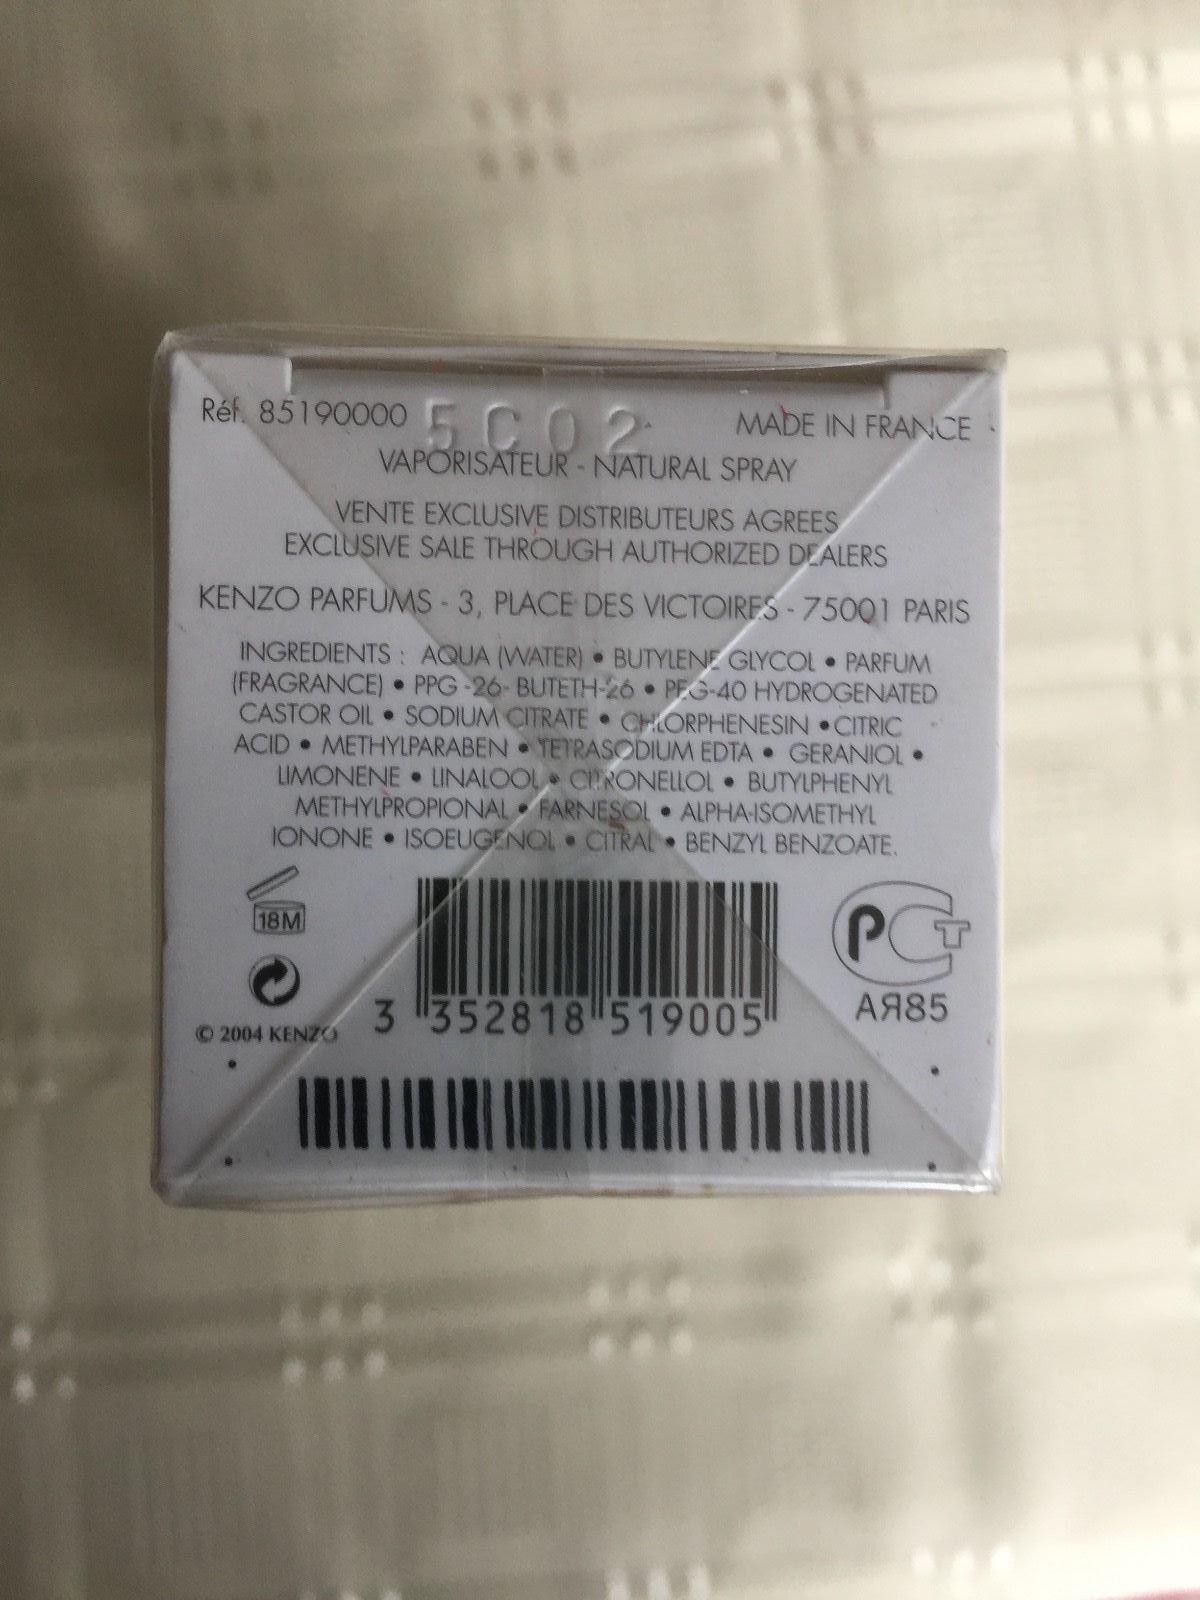 Réf. 85190000 5C02 MADE IN FRANCE
VAPORISATEUR - NATURAL SPRAY
VENTE EXCLUSIVE DISTRIBUTEURS AGREES
EXCLUSIVE SALE THROUGH AUTHORIZED DEALERS
KENZO PARFUMS - 3, PLACE DES VICTOIRES - 75001 PARIS
INGREDIENTS : AQUA (WATER) • BUTYLENE GLYCOL • PARFUM
(FRAGRANCE) • PPG -26- BUTETH-26 • PEG-40 HYDROGENATED
CASTOR OIL • SODIUM CITRATE • CHLORPHENESIN • CITRIC
ACID • METHYLPARABEN • TETRASODIUM EDTA • GERANIOL •
LIMONENE • LINALOOL • CITRONELLOL • BUTYLPHENYL
METHYLPROPIONAL • FARNESOL • ALPHA-ISOMETHYL
IONONE • ISOEUGENOL • CITRAL • BENZYL BENZOATE.
18M
РСТ
АЯ85
3 352818 519005
© 2004 KENZO